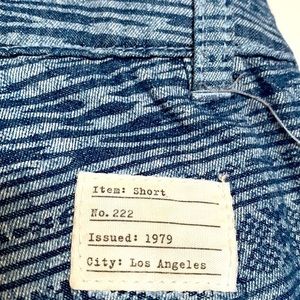 Item: Short
No. 222
Issued: 1979
City: Los Angeles